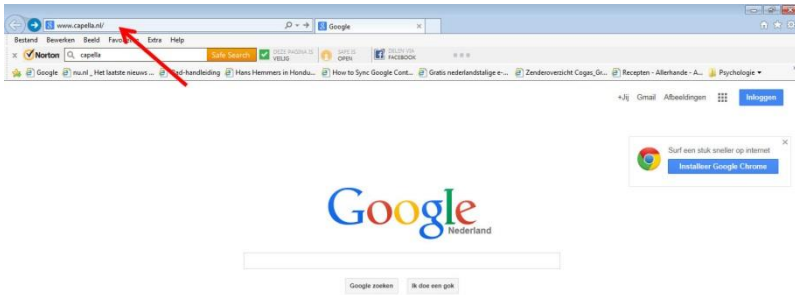 www.capella.nl/
Google
Bestand Bewerken Beeld Favorieten Extra Help
Norton capella Safe Search DEZE PAGINA IS VEILIG SAFE IS OPEN DELEN VIA FACEBOOK
Google nu.nl _ Het laatste nieuws ... Pad-handleiding Hans Hemmers in Hondu... How to Sync Google Cont... Gratis nederlandstalige e-... Zenderoverzicht Cogas_Gr... Recepten - Allerhande - A... Psychologie
+Jij Gmail Afbeeldingen Inloggen
Surf een stuk sneller op internet
Installeer Google Chrome
Google
Nederland
Google zoeken Ik doe een gok